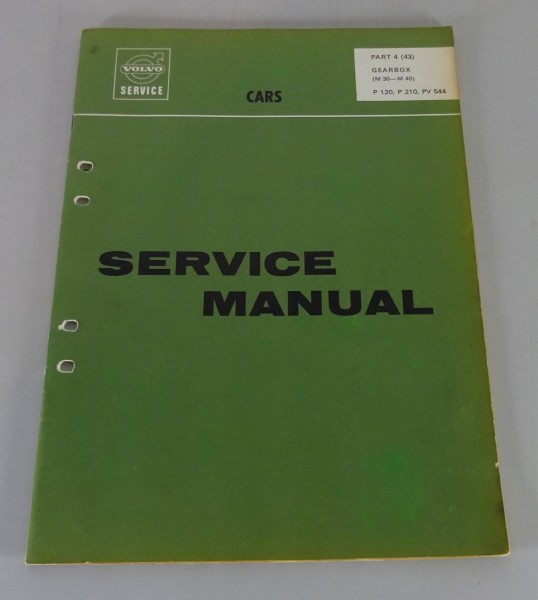 VOLVO
SERVICE
CARS
PART 4 (43)
GEARBOX
(M 30—M 40)
P 120, P 210, PV 544
SERVICE
MANUAL